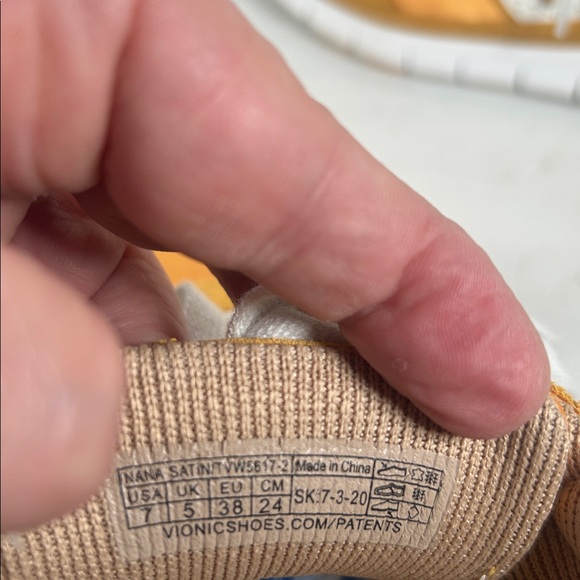 NANA SATIN/TVW5617-2 Made in China
USA UK EU CM
7 5 38 24 SK:7-3-20
VIONICSHOES.COM/PATENTS